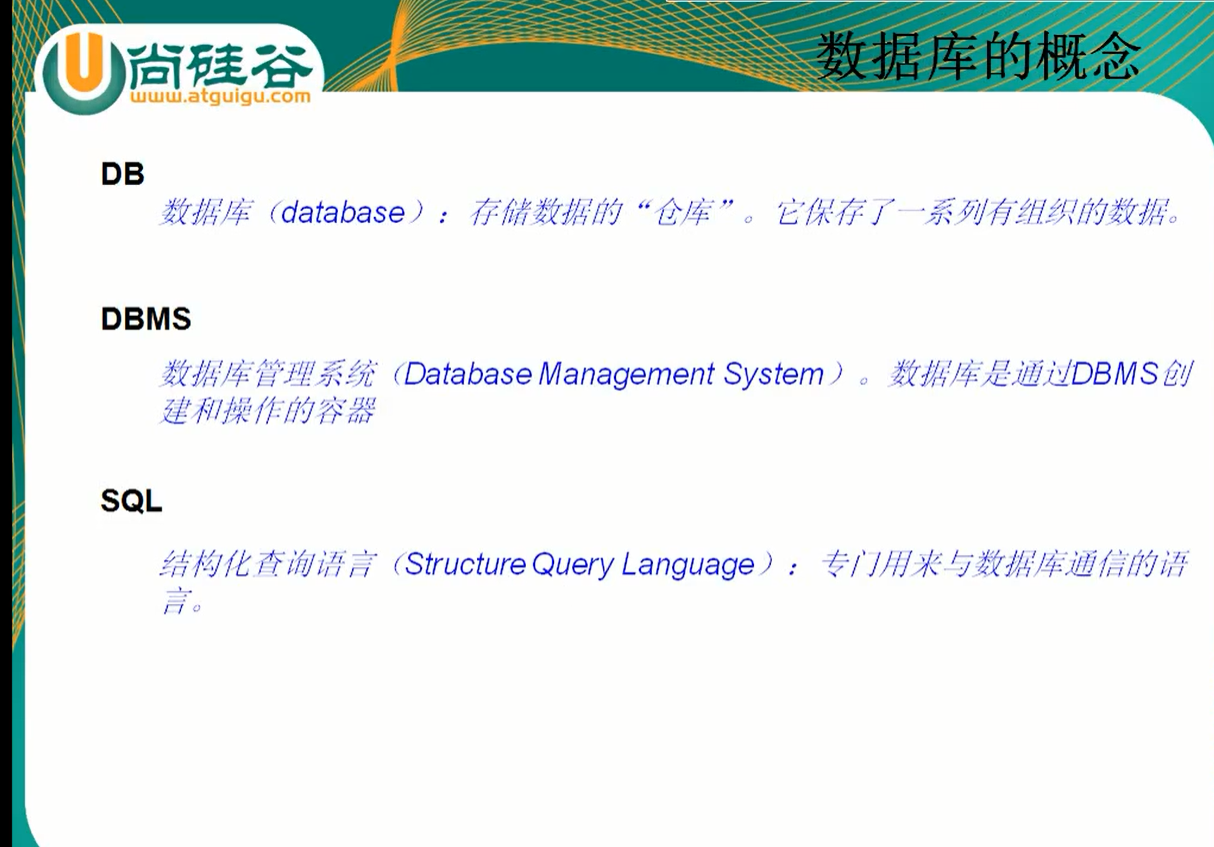 尚硅谷
www.atguigu.com
数据库的概念
DB
数据库（database）：存储数据的“仓库”。它保存了一系列有组织的数据。
DBMS
数据库管理系统（Database Management System）。数据库是通过DBMS创
建和操作的容器
SQL
结构化查询语言（Structure Query Language）：专门用来与数据库通信的语
言。